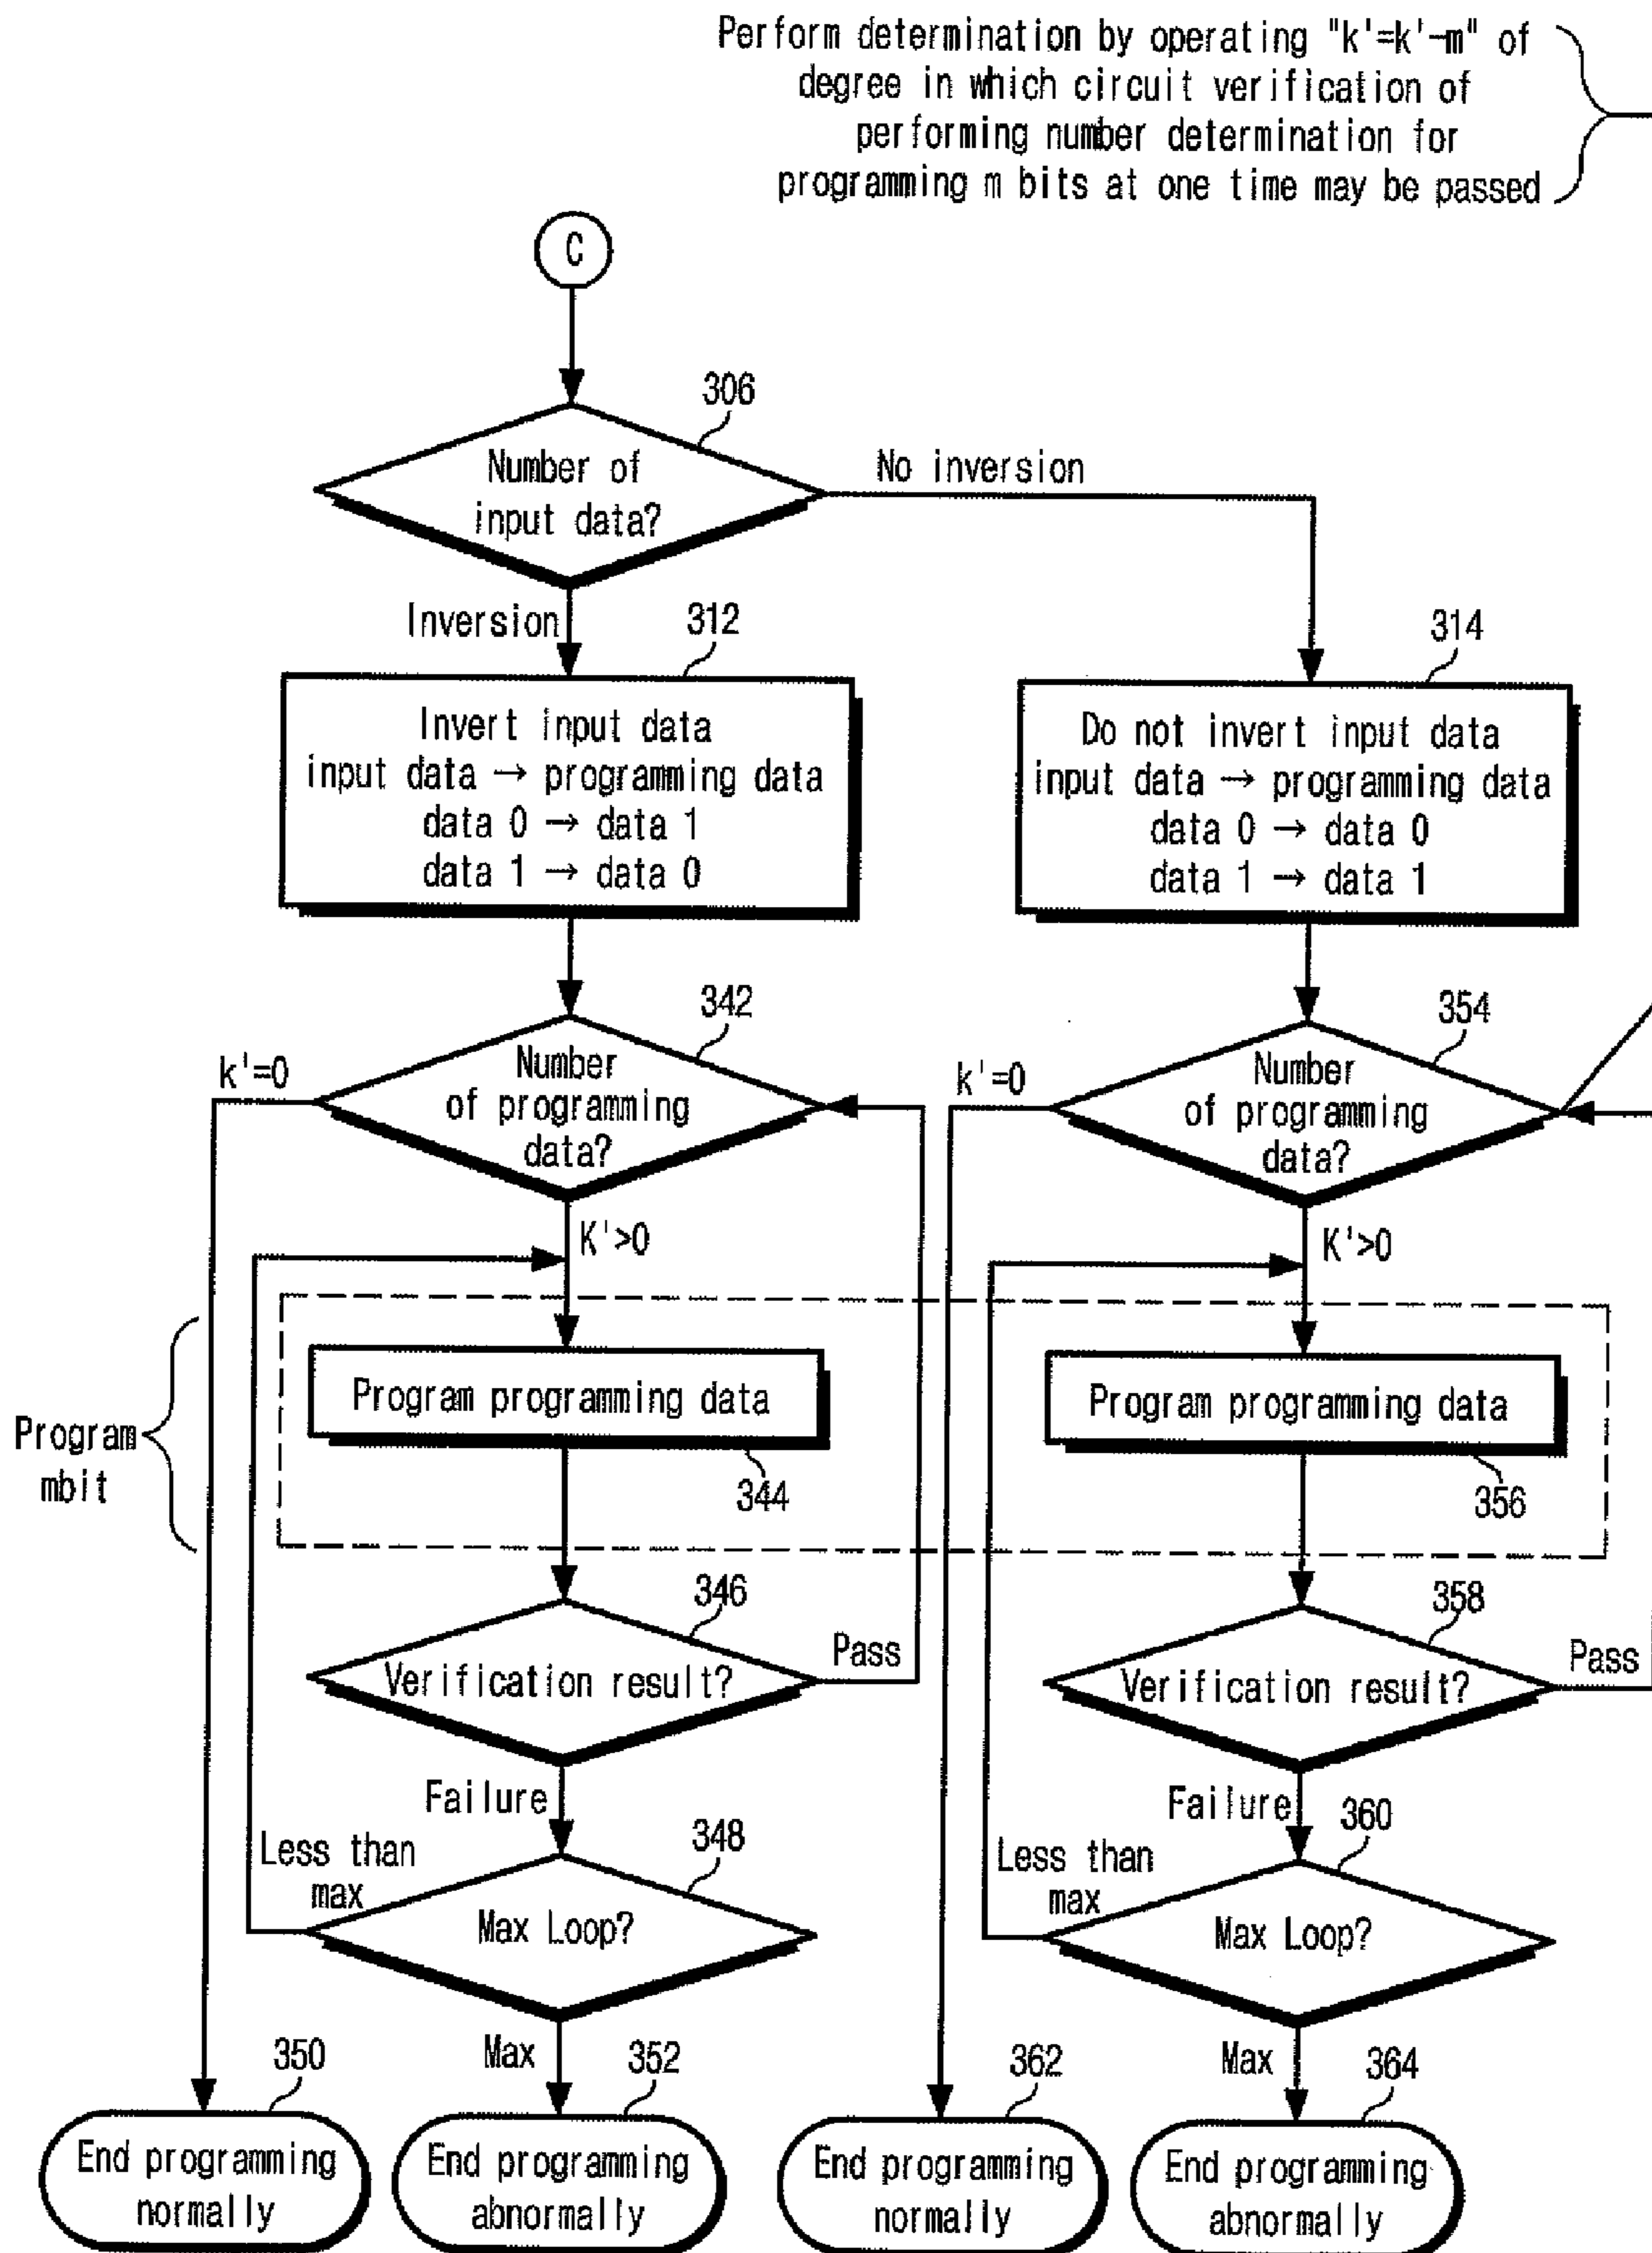 Perform determination by operating "k'=k'-m" of
degree in which circuit verification of
performing number determination for
programming m bits at one time may be passed
C
306
Number of
input data?
No inversion
Inversion
312
314
Invert input data
input data → programming data
data 0 → data 1
data 1 → data 0
Do not invert input data
input data → programming data
data 0 → data 0
data 1 → data 1
342
354
k'=0
Number
of programming
data?
k'=0
Number
of programming
data?
K'>0
K'>0
Program
mbit
Program programming data
344
Program programming data
356
346
Verification result?
Pass
358
Verification result?
Pass
Failure
Failure
Less than
max
348
Max Loop?
Less than
max
360
Max Loop?
Max
Max
350
352
362
364
End programming
normally
End programming
abnormally
End programming
normally
End programming
abnormally